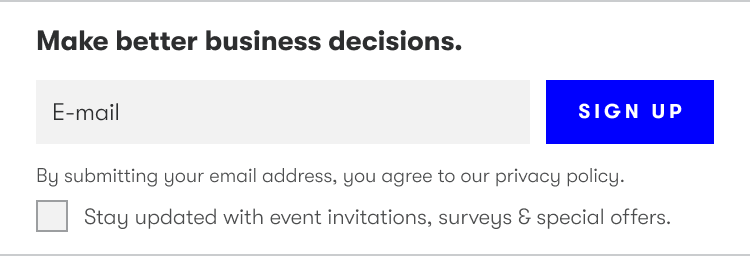 Make better business decisions.
E-mail
SIGN UP
By submitting your email address, you agree to our privacy policy.
Stay updated with event invitations, surveys & special offers.